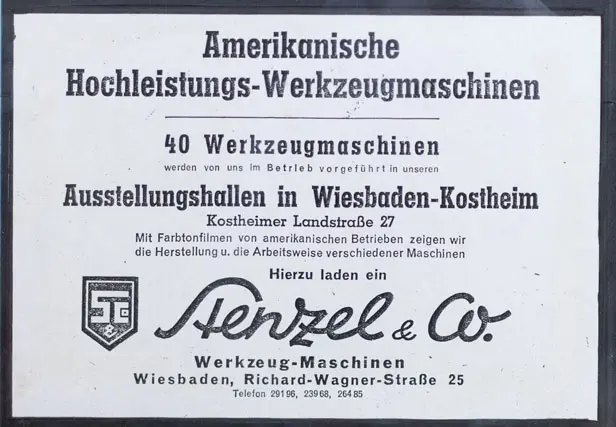 Amerikanische
Hochleistungs-Werkzeugmaschinen
40 Werkzeugmaschinen
werden von uns im Betrieb vorgeführt in unseren
Ausstellungshallen in Wiesbaden-Kostheim
Kostheimer Landstraße 27
Mit Farbtonfilmen von amerikanischen Betrieben zeigen wir
die Herstellung u. die Arbeitsweise verschiedener Maschinen
Hierzu laden ein
STC
&
Stenzel & Co.
Werkzeug-Maschinen
Wiesbaden, Richard-Wagner-Straße 25
Telefon 29196, 23968, 26485